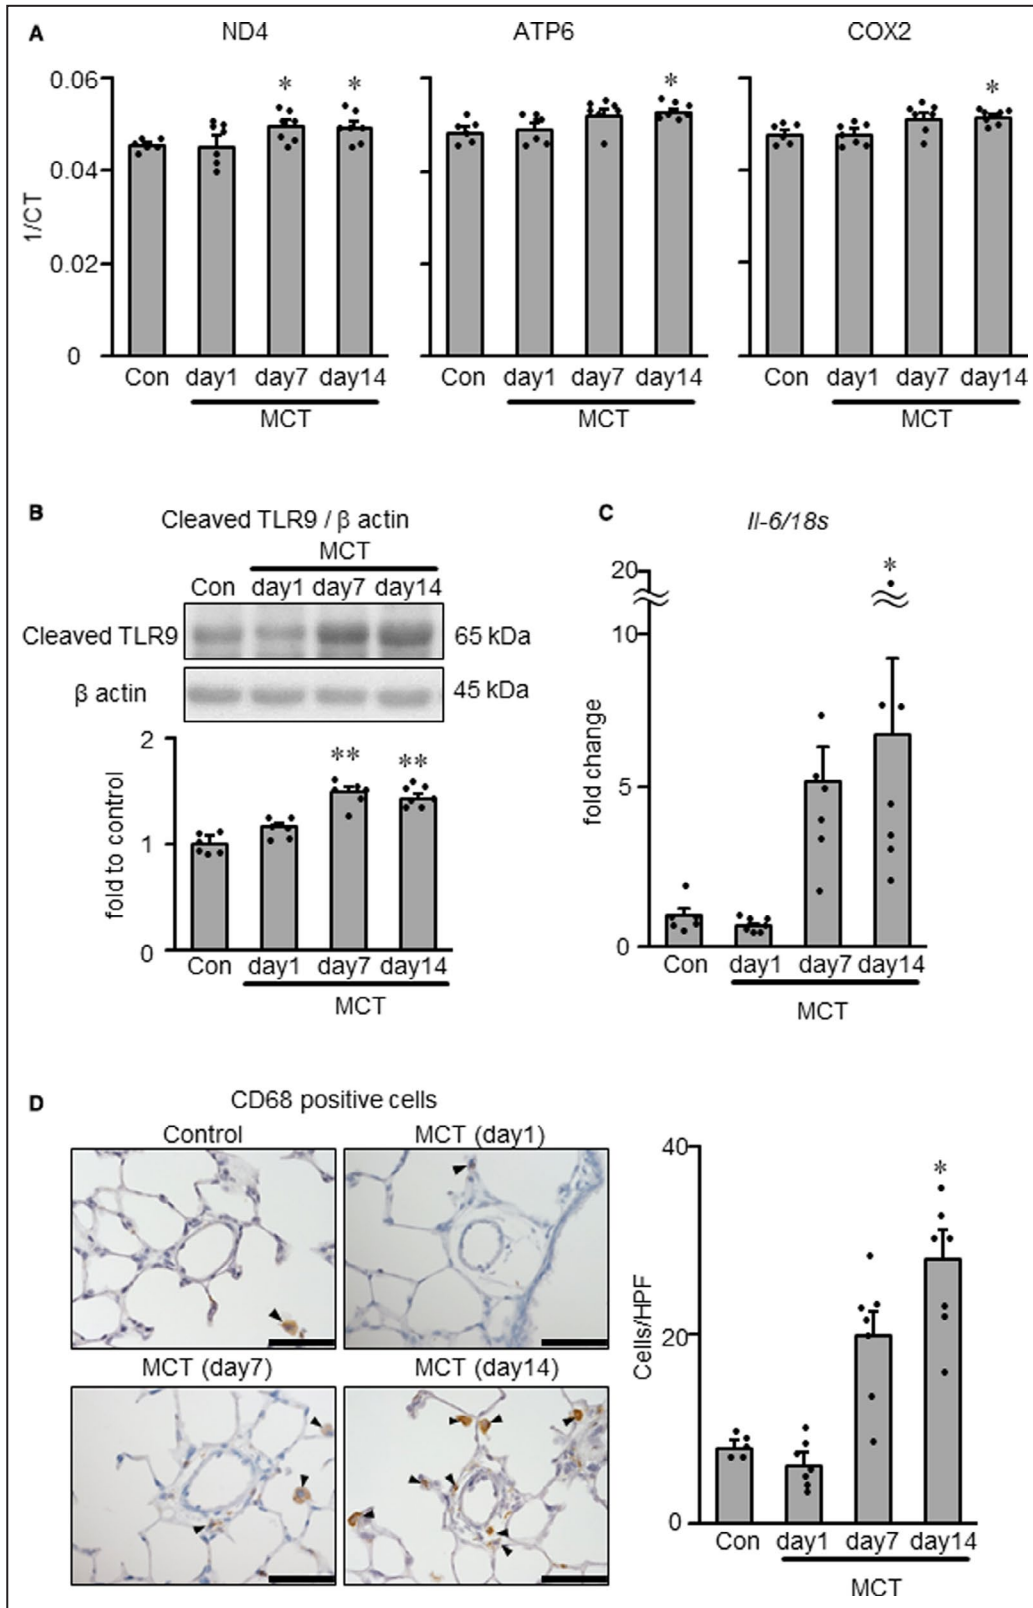 A
ND4 ATP6 COX2
* * * *
0.06
0.04
0.02
0
1/CT
Con day1 day7 day14 Con day1 day7 day14 Con day1 day7 day14
MCT MCT MCT
B
Cleaved TLR9 / β actin
MCT
Con day1 day7 day14
Cleaved TLR9 65 kDa
β actin 45 kDa
2
1
0
fold to control
** **
Con day1 day7 day14
MCT
C
Il-6/18s
*
20
10
5
0
fold change
Con day1 day7 day14
MCT
D
CD68 positive cells
Control MCT (day1)
MCT (day7) MCT (day14)
40
20
0
Cells/HPF
*
Con day1 day7 day14
MCT